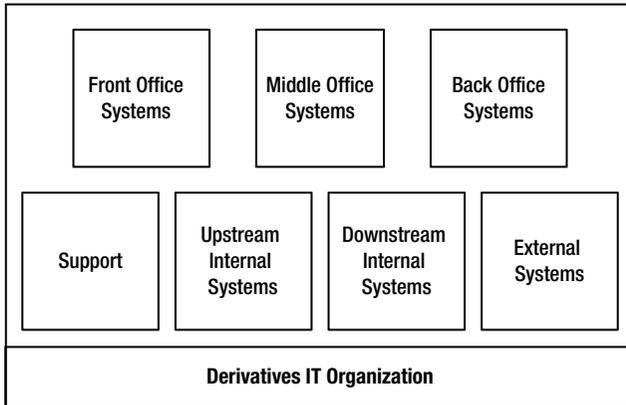 Front Office
Systems
Middle Office
Systems
Back Office
Systems
Support
Upstream
Internal
Systems
Downstream
Internal
Systems
External
Systems
Derivatives IT Organization